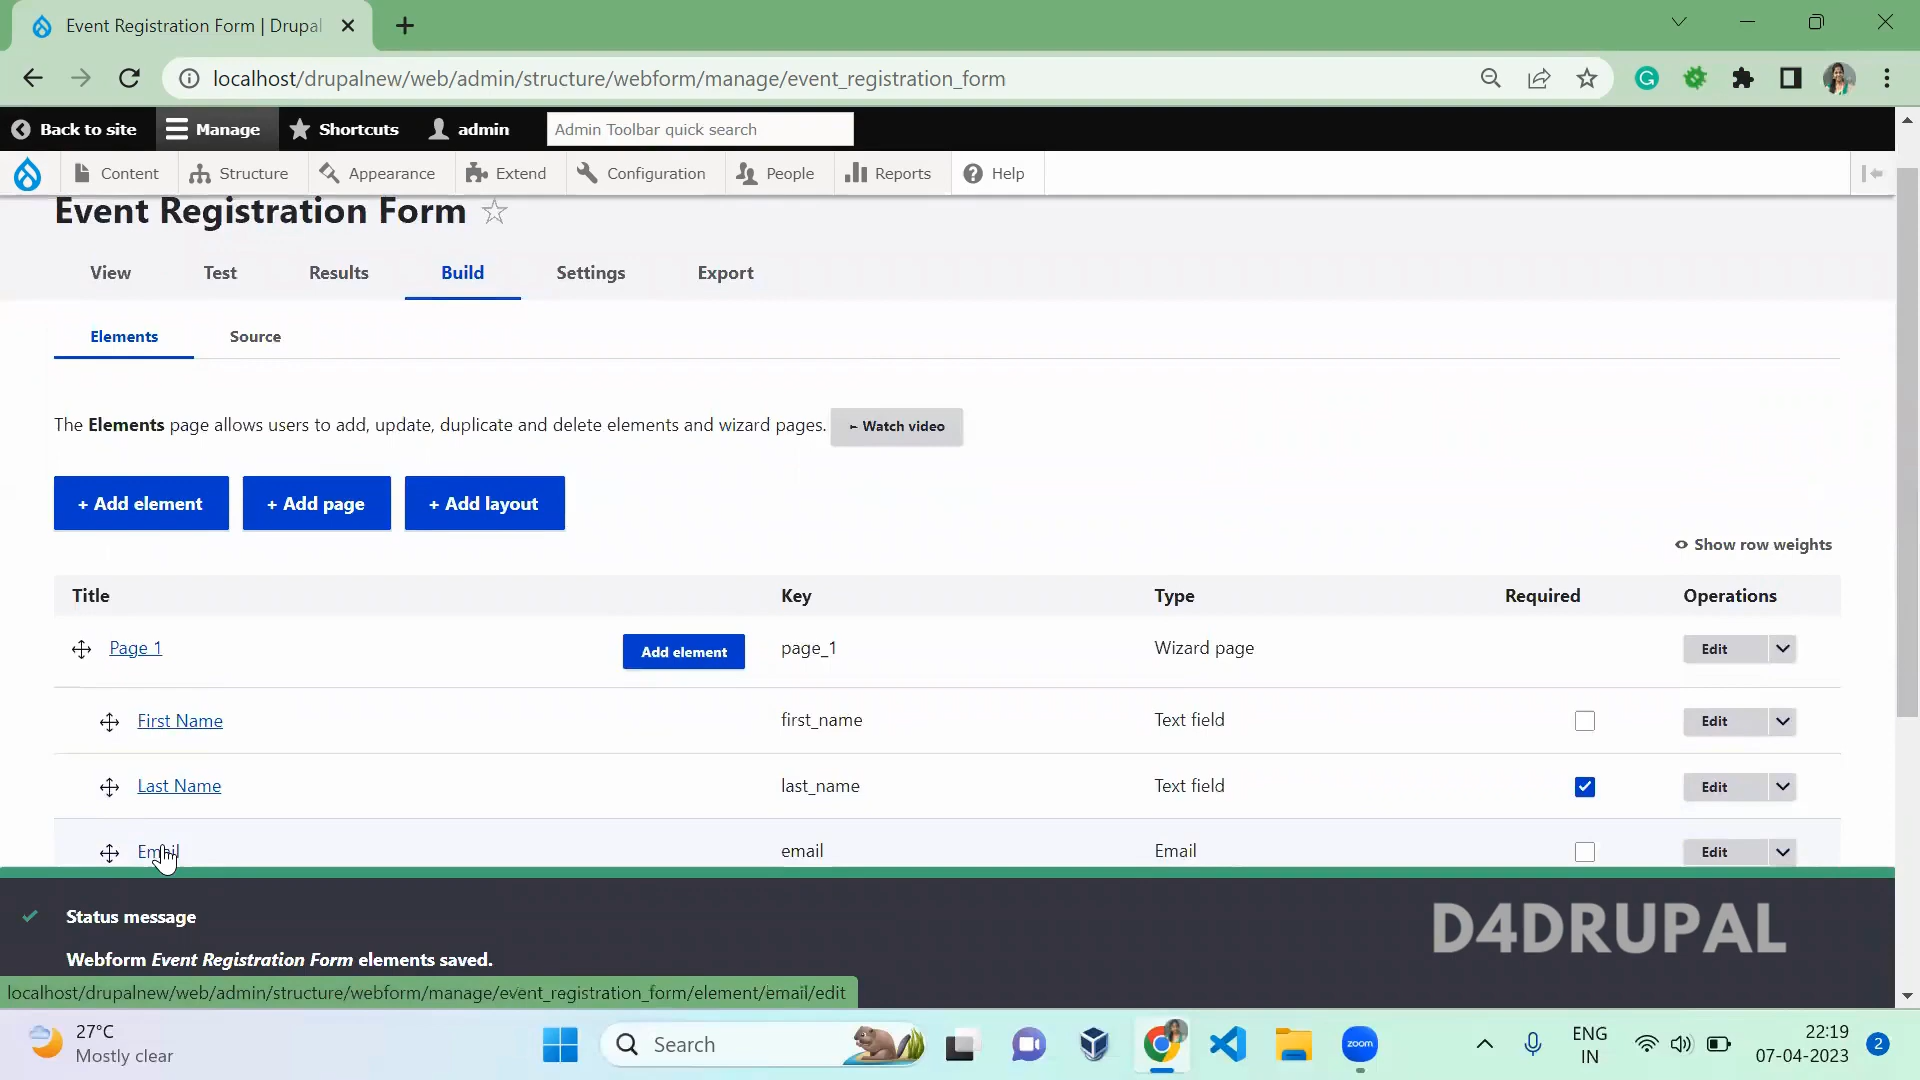 Event Registration Form | Drupal
localhost/drupalnew/web/admin/structure/webform/manage/event_registration_form
Back to site Manage Shortcuts admin Admin Toolbar quick search
Content Structure Appearance Extend Configuration People Reports Help
Event Registration Form
View Test Results Build Settings Export
Elements Source
The Elements page allows users to add, update, duplicate and delete elements and wizard pages. Watch video
+ Add element + Add page + Add layout
Show row weights
Title Key Type Required Operations
Page 1 Add element page_1 Wizard page Edit
First Name first_name Text field Edit
Last Name last_name Text field Edit
Email email Email Edit
Status message
D4DRUPAL
Webform Event Registration Form elements saved.
localhost/drupalnew/web/admin/structure/webform/manage/event_registration_form/element/email/edit
27°C
Mostly clear
Search
zoom
ENG
IN
22:19
07-04-2023
2